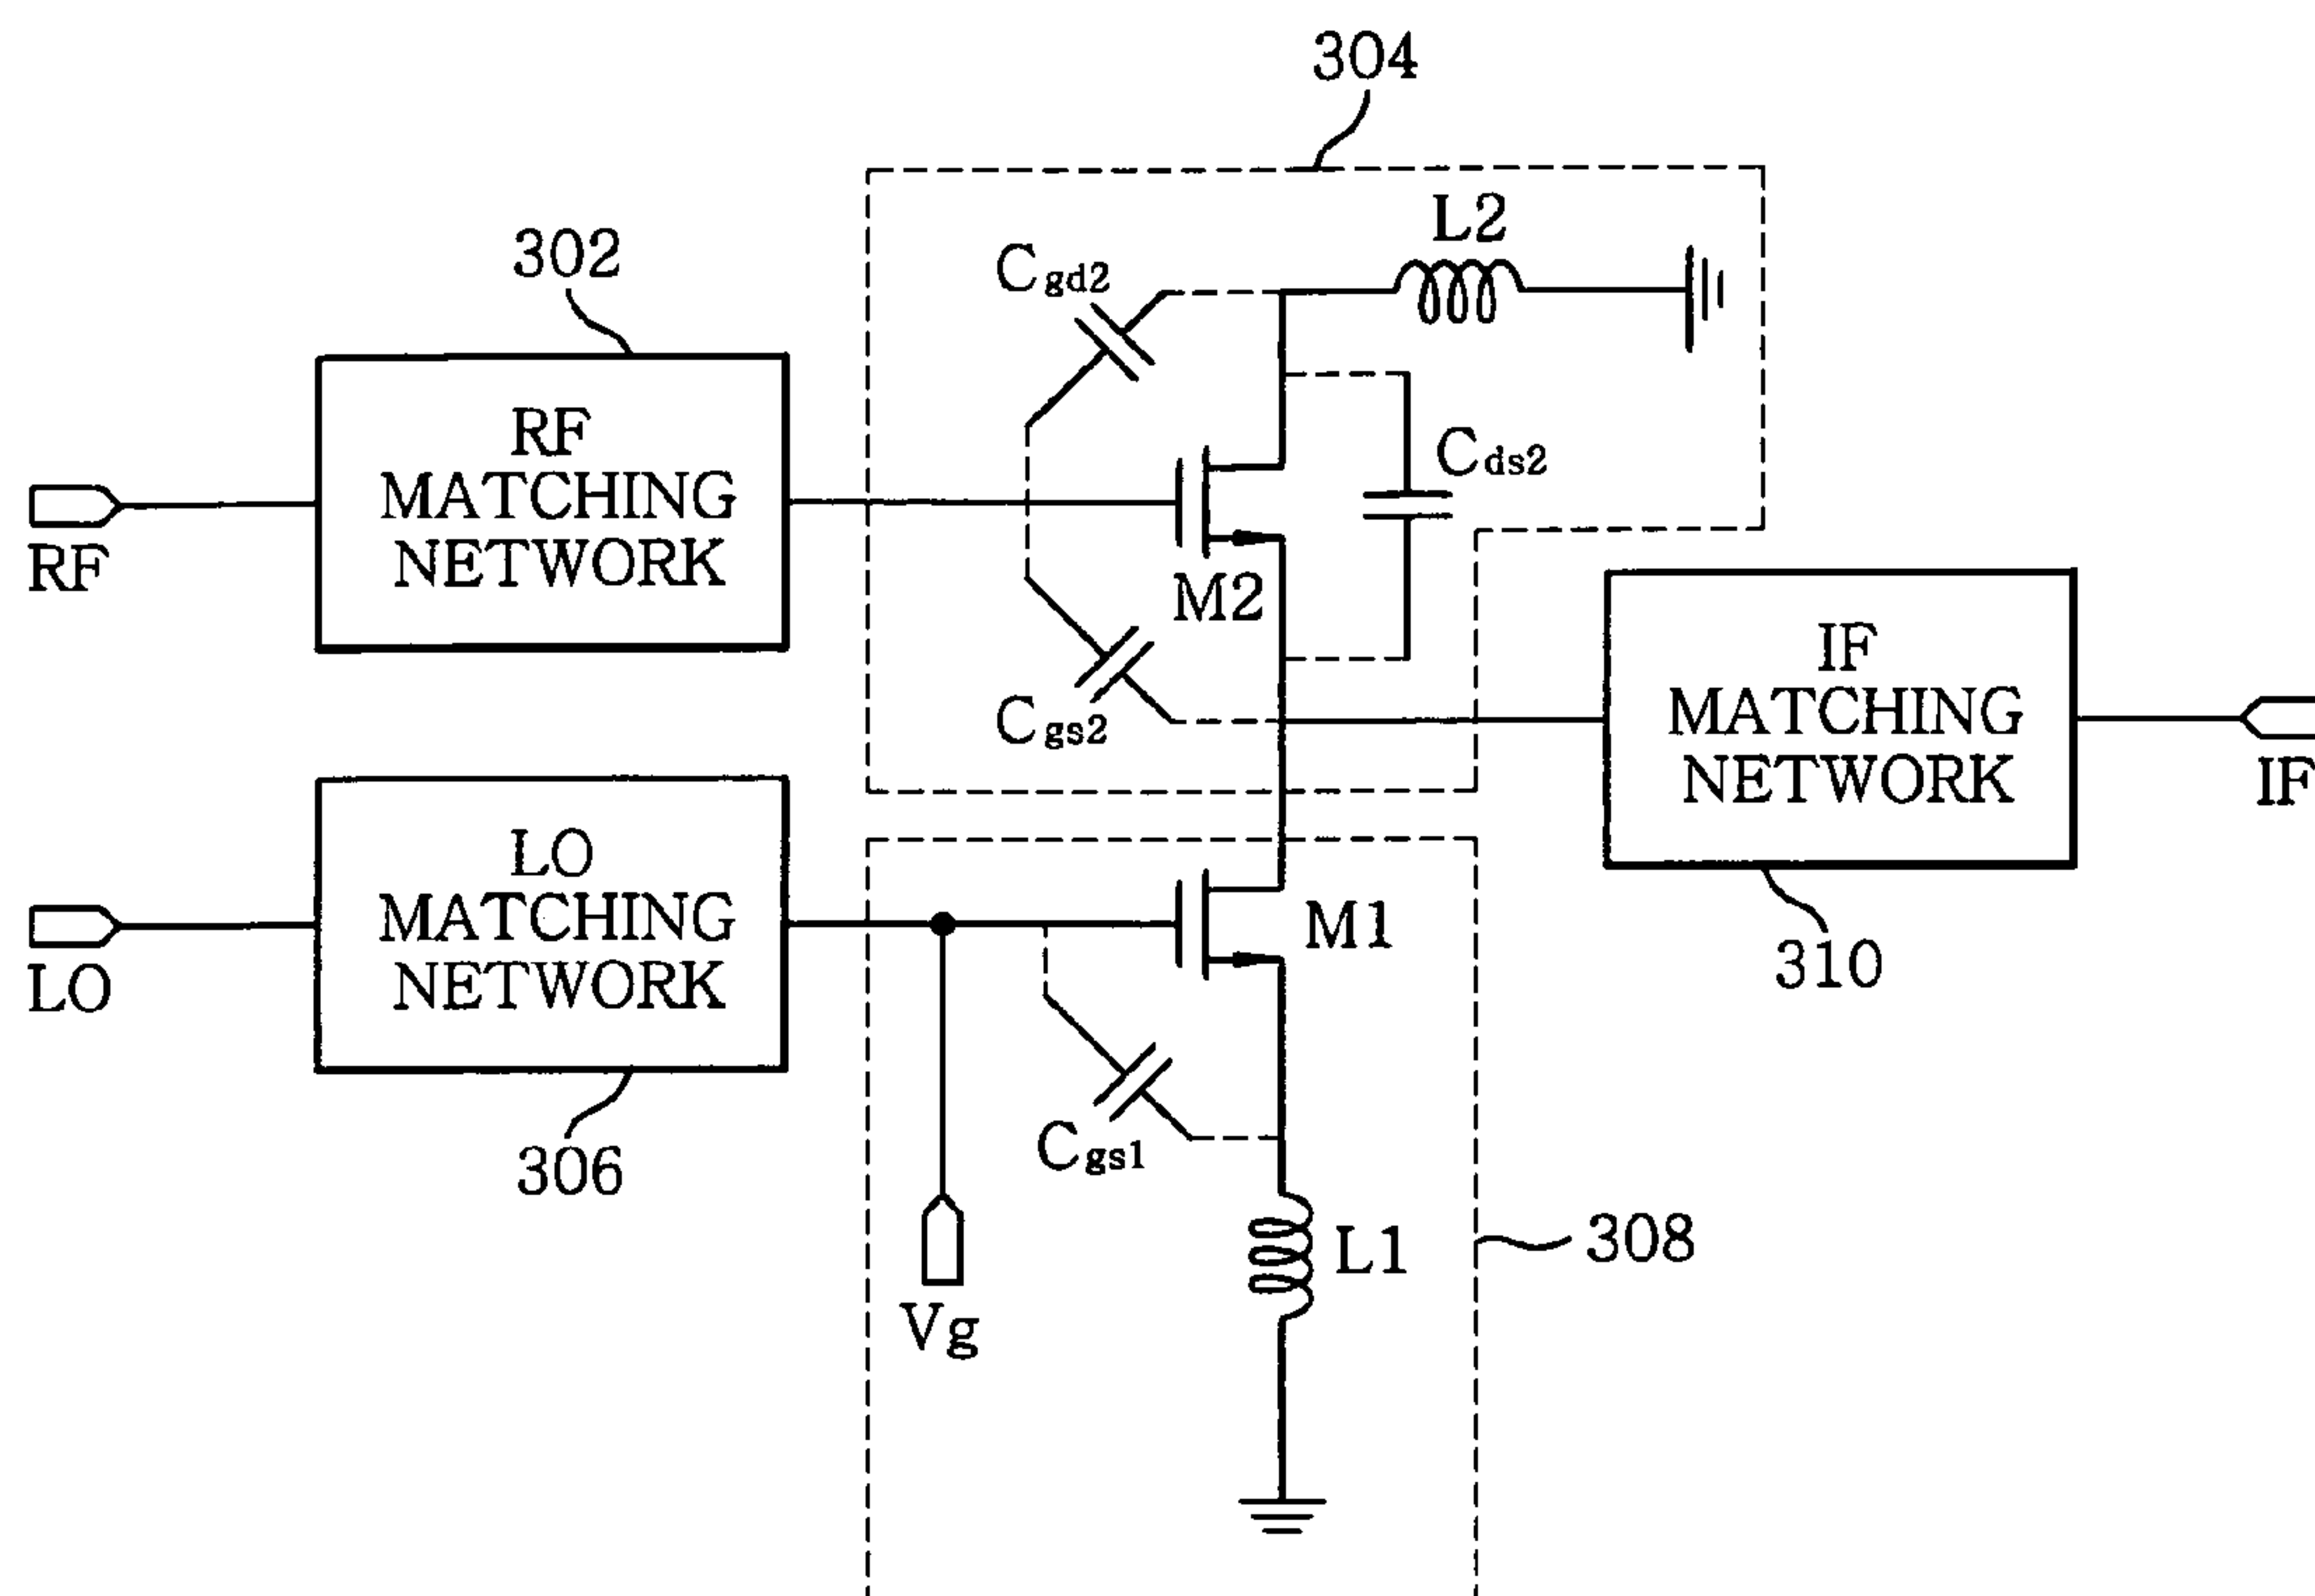 304
L2
Cgd2
302
RF
MATCHING
NETWORK
Cds2
RF
M2
IF
MATCHING
NETWORK
Cgs2
IF
LO
MATCHING
NETWORK
M1
310
LO
Cgs1
306
308
L1
Vg